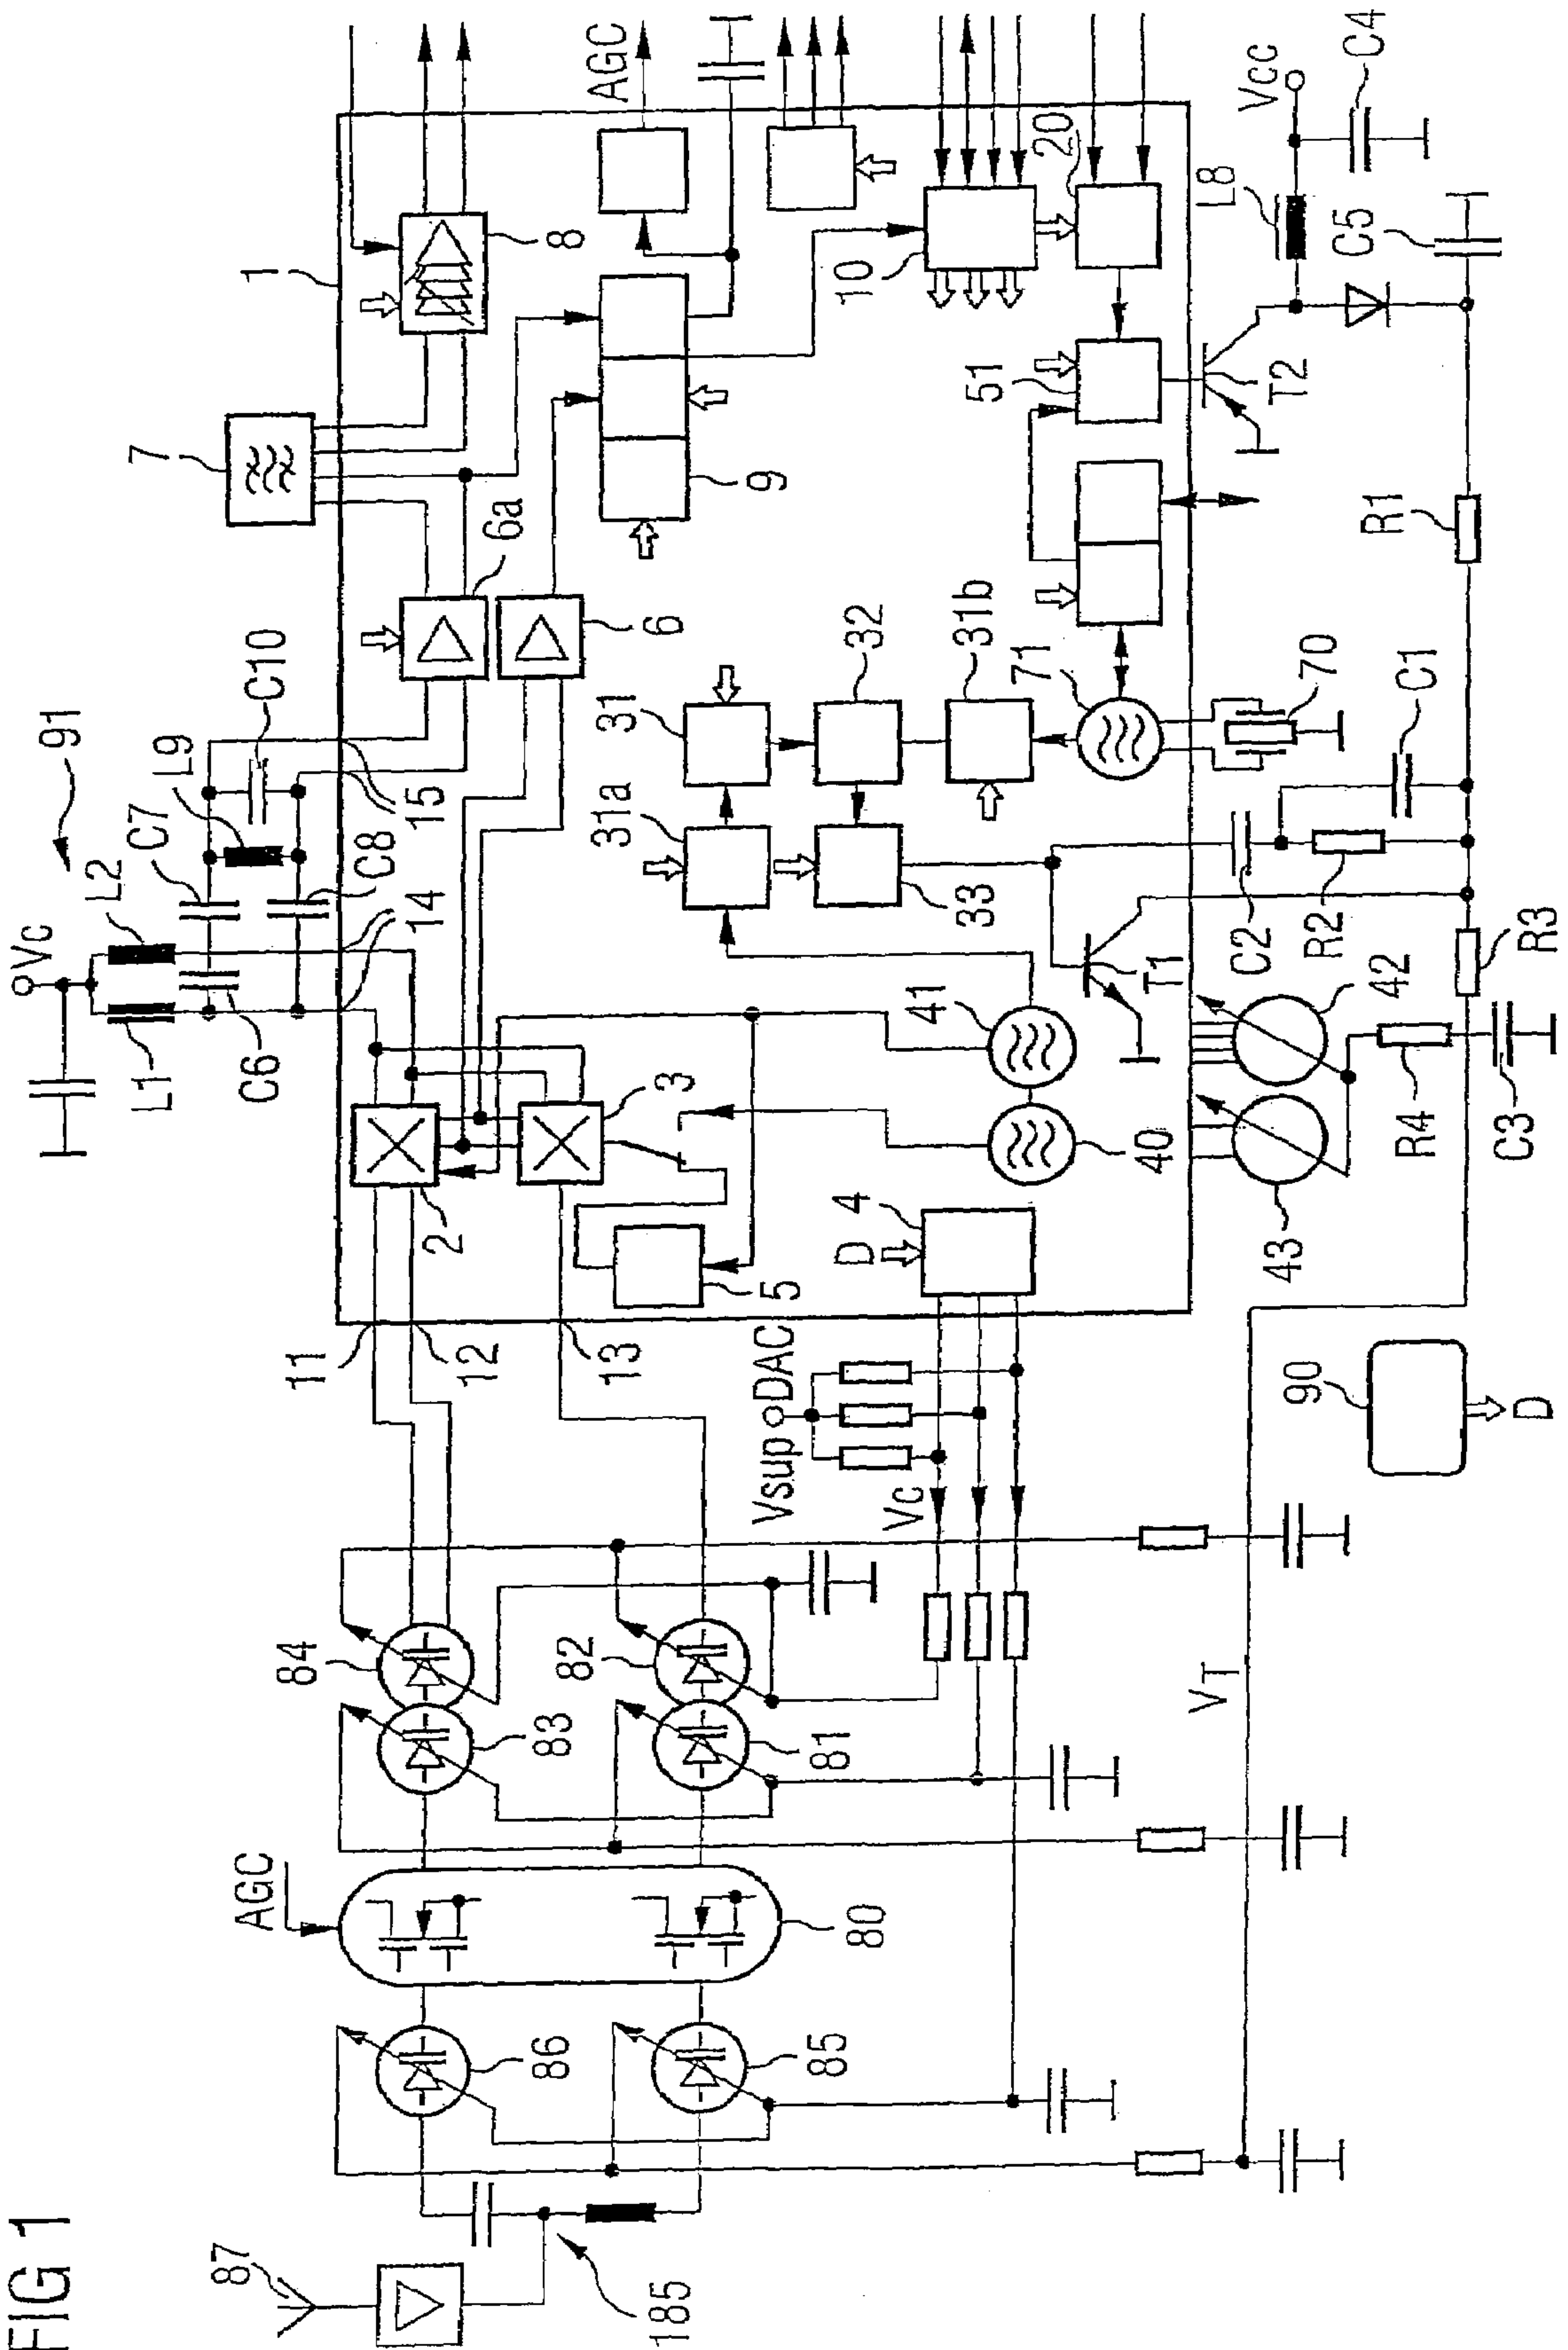 FIG 1
91
Vc
L1
L2
C6
C7
L9
C8
C10
14
15
7
1
8
6a
6
9
AGC
11
12
13
2
3
5
4
D
40
41
31a
31
32
33
31b
71
70
10
20
51
T1
T2
Vcc
L8
C4
C5
R1
C1
C2
R2
R3
R4
C3
42
43
90
D
Vsup
DAC
Vc
VT
84
83
82
81
AGC
80
86
85
87
185